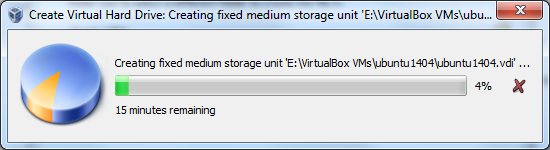 Create Virtual Hard Drive: Creating fixed medium storage unit 'E:\VirtualBox VMs\ubu...
Creating fixed medium storage unit 'E:\VirtualBox VMs\ubuntu1404\ubuntu1404.vdi' ...
4%
15 minutes remaining